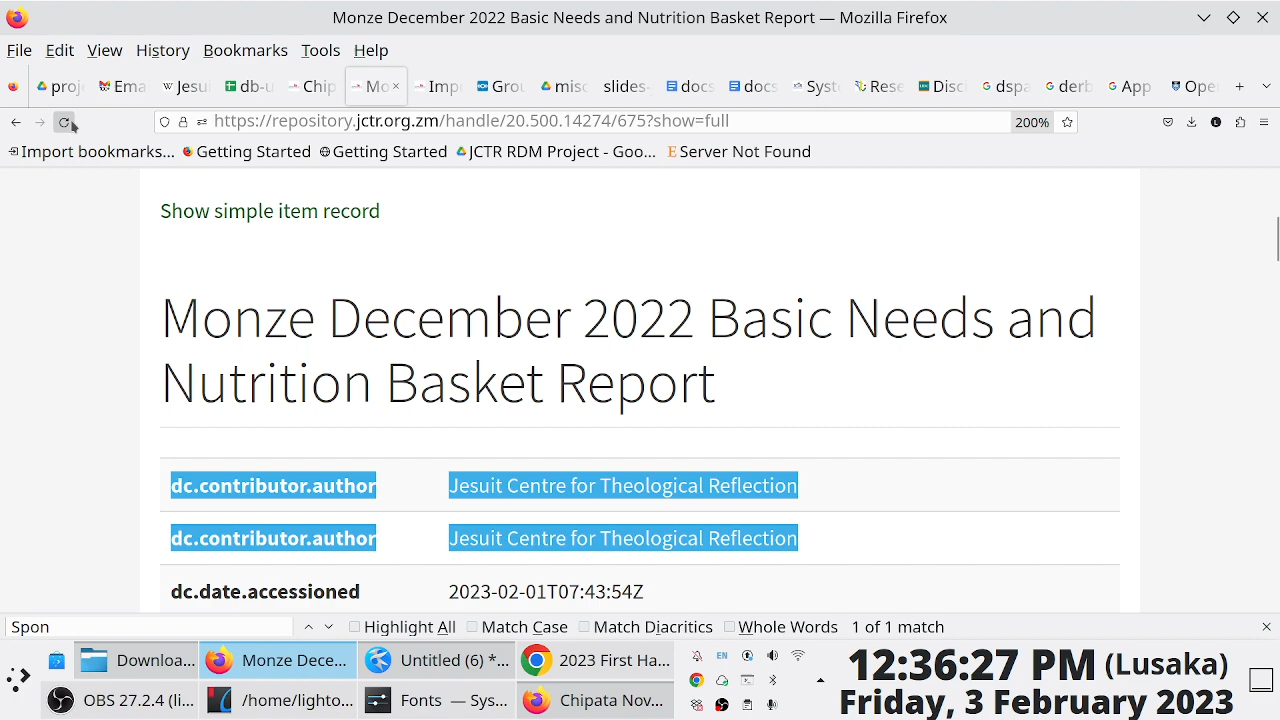 Monze December 2022 Basic Needs and Nutrition Basket Report — Mozilla Firefox
File Edit View History Bookmarks Tools Help
proj Ema Jesu db-u Chip Mo Imp Grou misc slides- docs docs Syst Rese Disc dspa derb App Ope
https://repository.jctr.org.zm/handle/20.500.14274/675?show=full 200%
Import bookmarks... Getting Started Getting Started JCTR RDM Project - Goo... Server Not Found
Show simple item record
Monze December 2022 Basic Needs and
Nutrition Basket Report
dc.contributor.author Jesuit Centre for Theological Reflection
dc.contributor.author Jesuit Centre for Theological Reflection
dc.date.accessioned 2023-02-01T07:43:54Z
Spon Highlight All Match Case Match Diacritics Whole Words 1 of 1 match
Downloa... Monze Dece... Untitled (6) *... 2023 First Ha... EN 12:36:27 PM (Lusaka)
OBS 27.2.4 (li... /home/lighto... Fonts — Sys... Chipata Nov... Friday, 3 February 2023